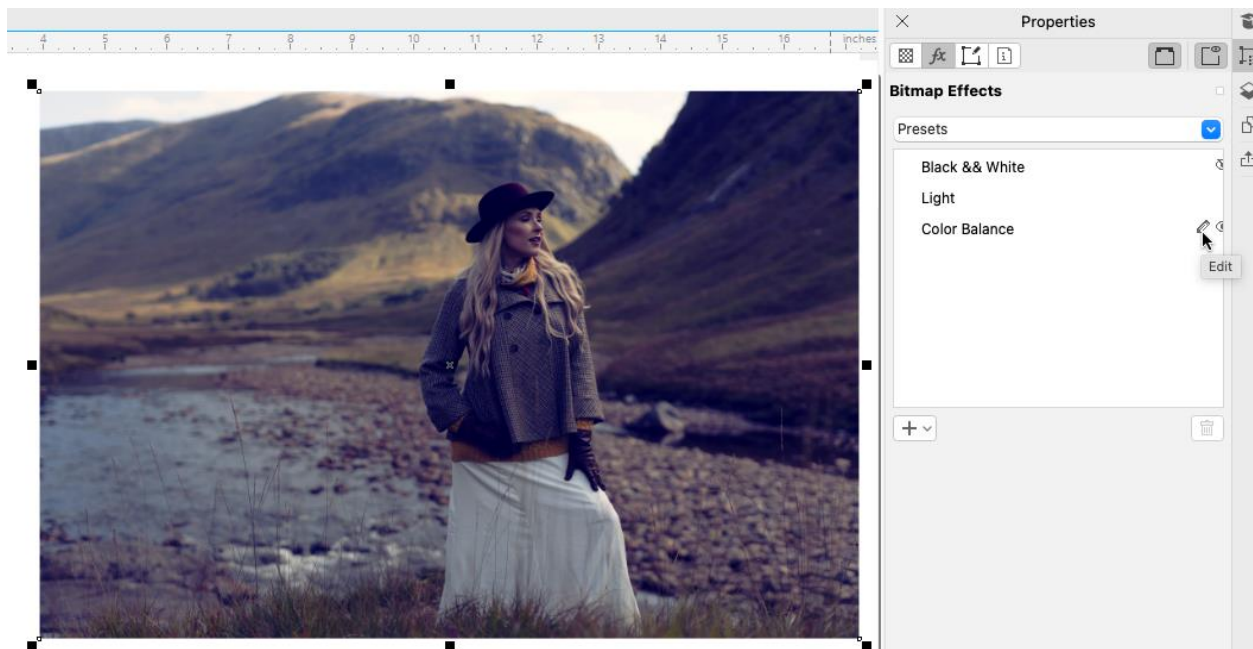 4 5 6 7 8 9 10 11 12 13 14 15 16 inches
Properties
fx
i
Bitmap Effects
Presets
Black && White
Light
Color Balance
Edit